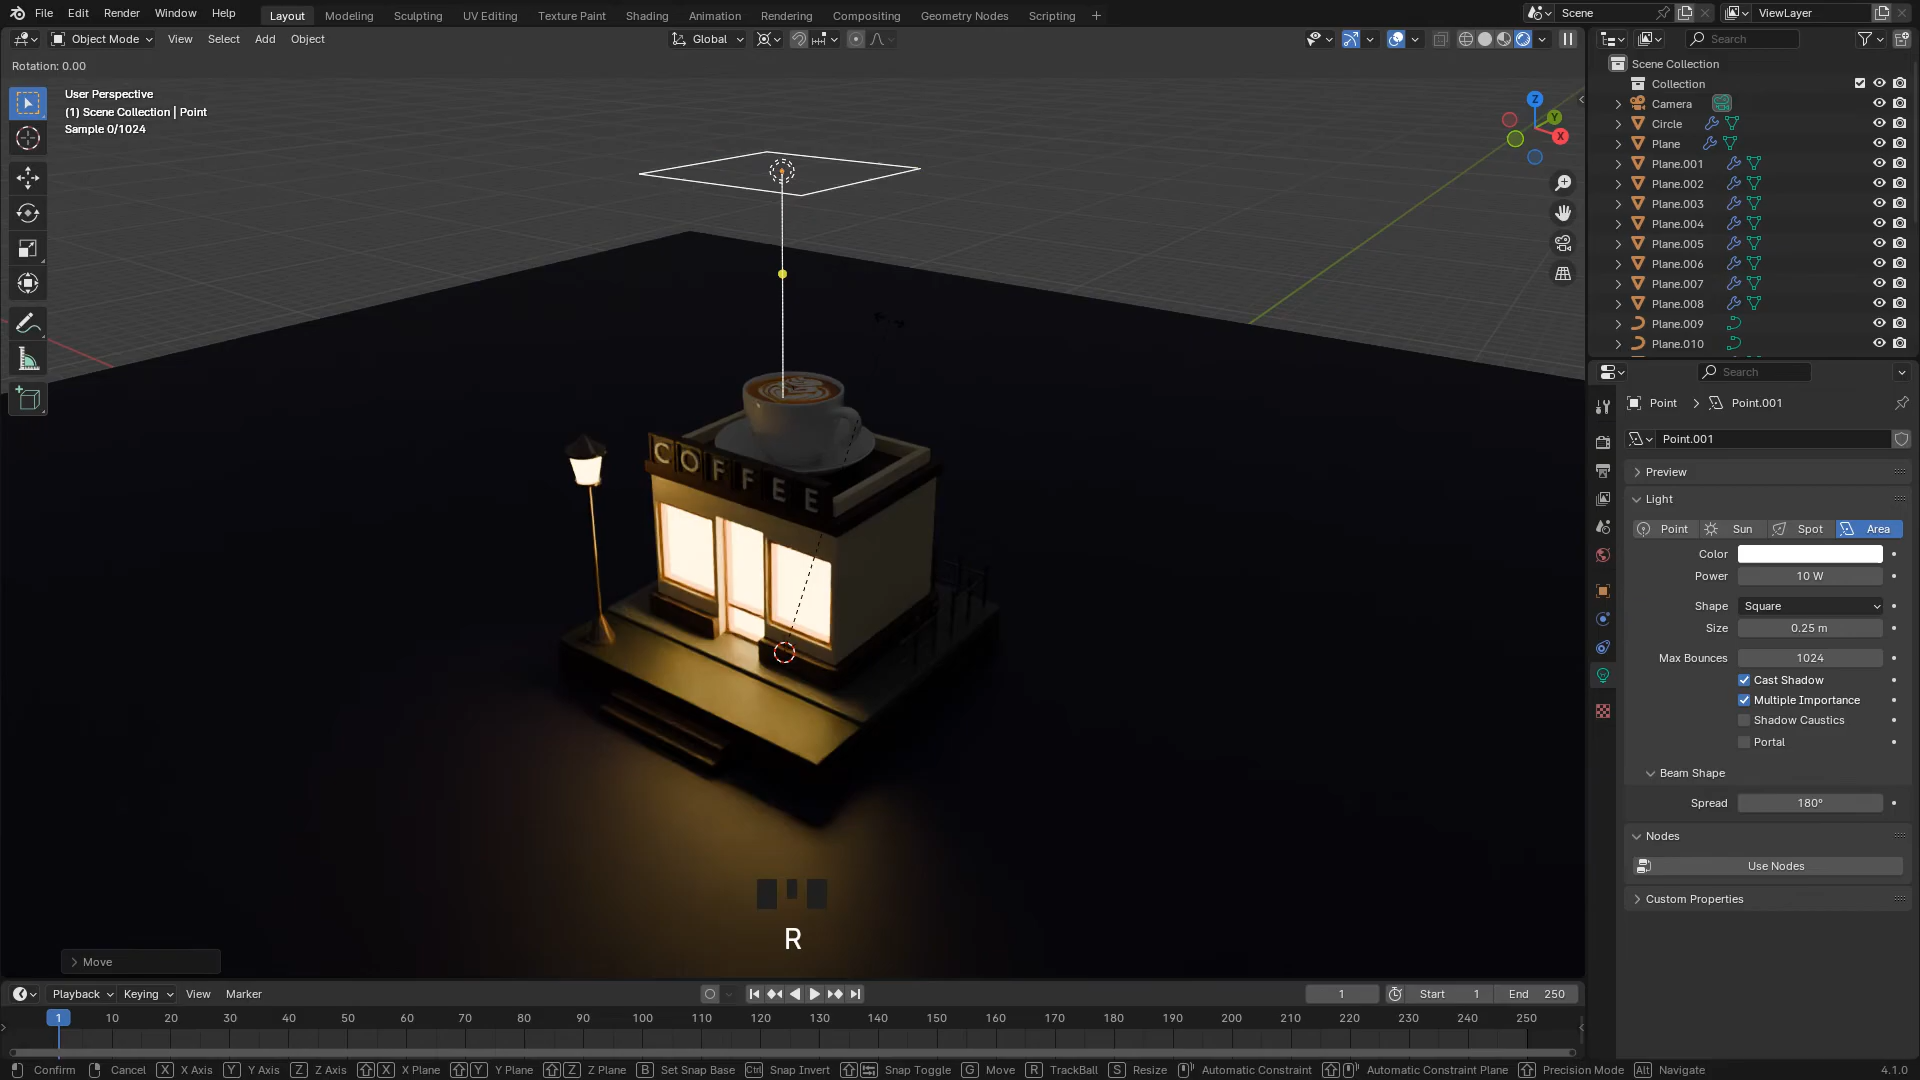 File Edit Render Window Help Layout Modeling Sculpting UV Editing Texture Paint Shading Animation Rendering Compositing Geometry Nodes Scripting + Scene ViewLayer
Object Mode View Select Add Object Global Search
Rotation: 0.00
User Perspective
(1) Scene Collection | Point
Sample 0/1024
Z
Y
X
COFFEE
R
Move
Scene Collection
Collection
Camera
Circle
Plane
Plane.001
Plane.002
Plane.003
Plane.004
Plane.005
Plane.006
Plane.007
Plane.008
Plane.009
Plane.010
Search
Point > Point.001
Point.001
Preview
Light
Point Sun Spot Area
Color
Power 10 W
Shape Square
Size 0.25 m
Max Bounces 1024
Cast Shadow
Multiple Importance
Shadow Caustics
Portal
Beam Shape
Spread 180°
Nodes
Use Nodes
Custom Properties
Playback Keying View Marker 1 Start 1 End 250
1 10 20 30 40 50 60 70 80 90 100 110 120 130 140 150 160 170 180 190 200 210 220 230 240 250
Confirm Cancel X X Axis Y Y Axis Z Z Axis X X Plane Y Y Plane Z Z Plane B Set Snap Base Ctrl Snap Invert Snap Toggle G Move R TrackBall S Resize Automatic Constraint Automatic Constraint Plane Precision Mode Alt Navigate 4.1.0